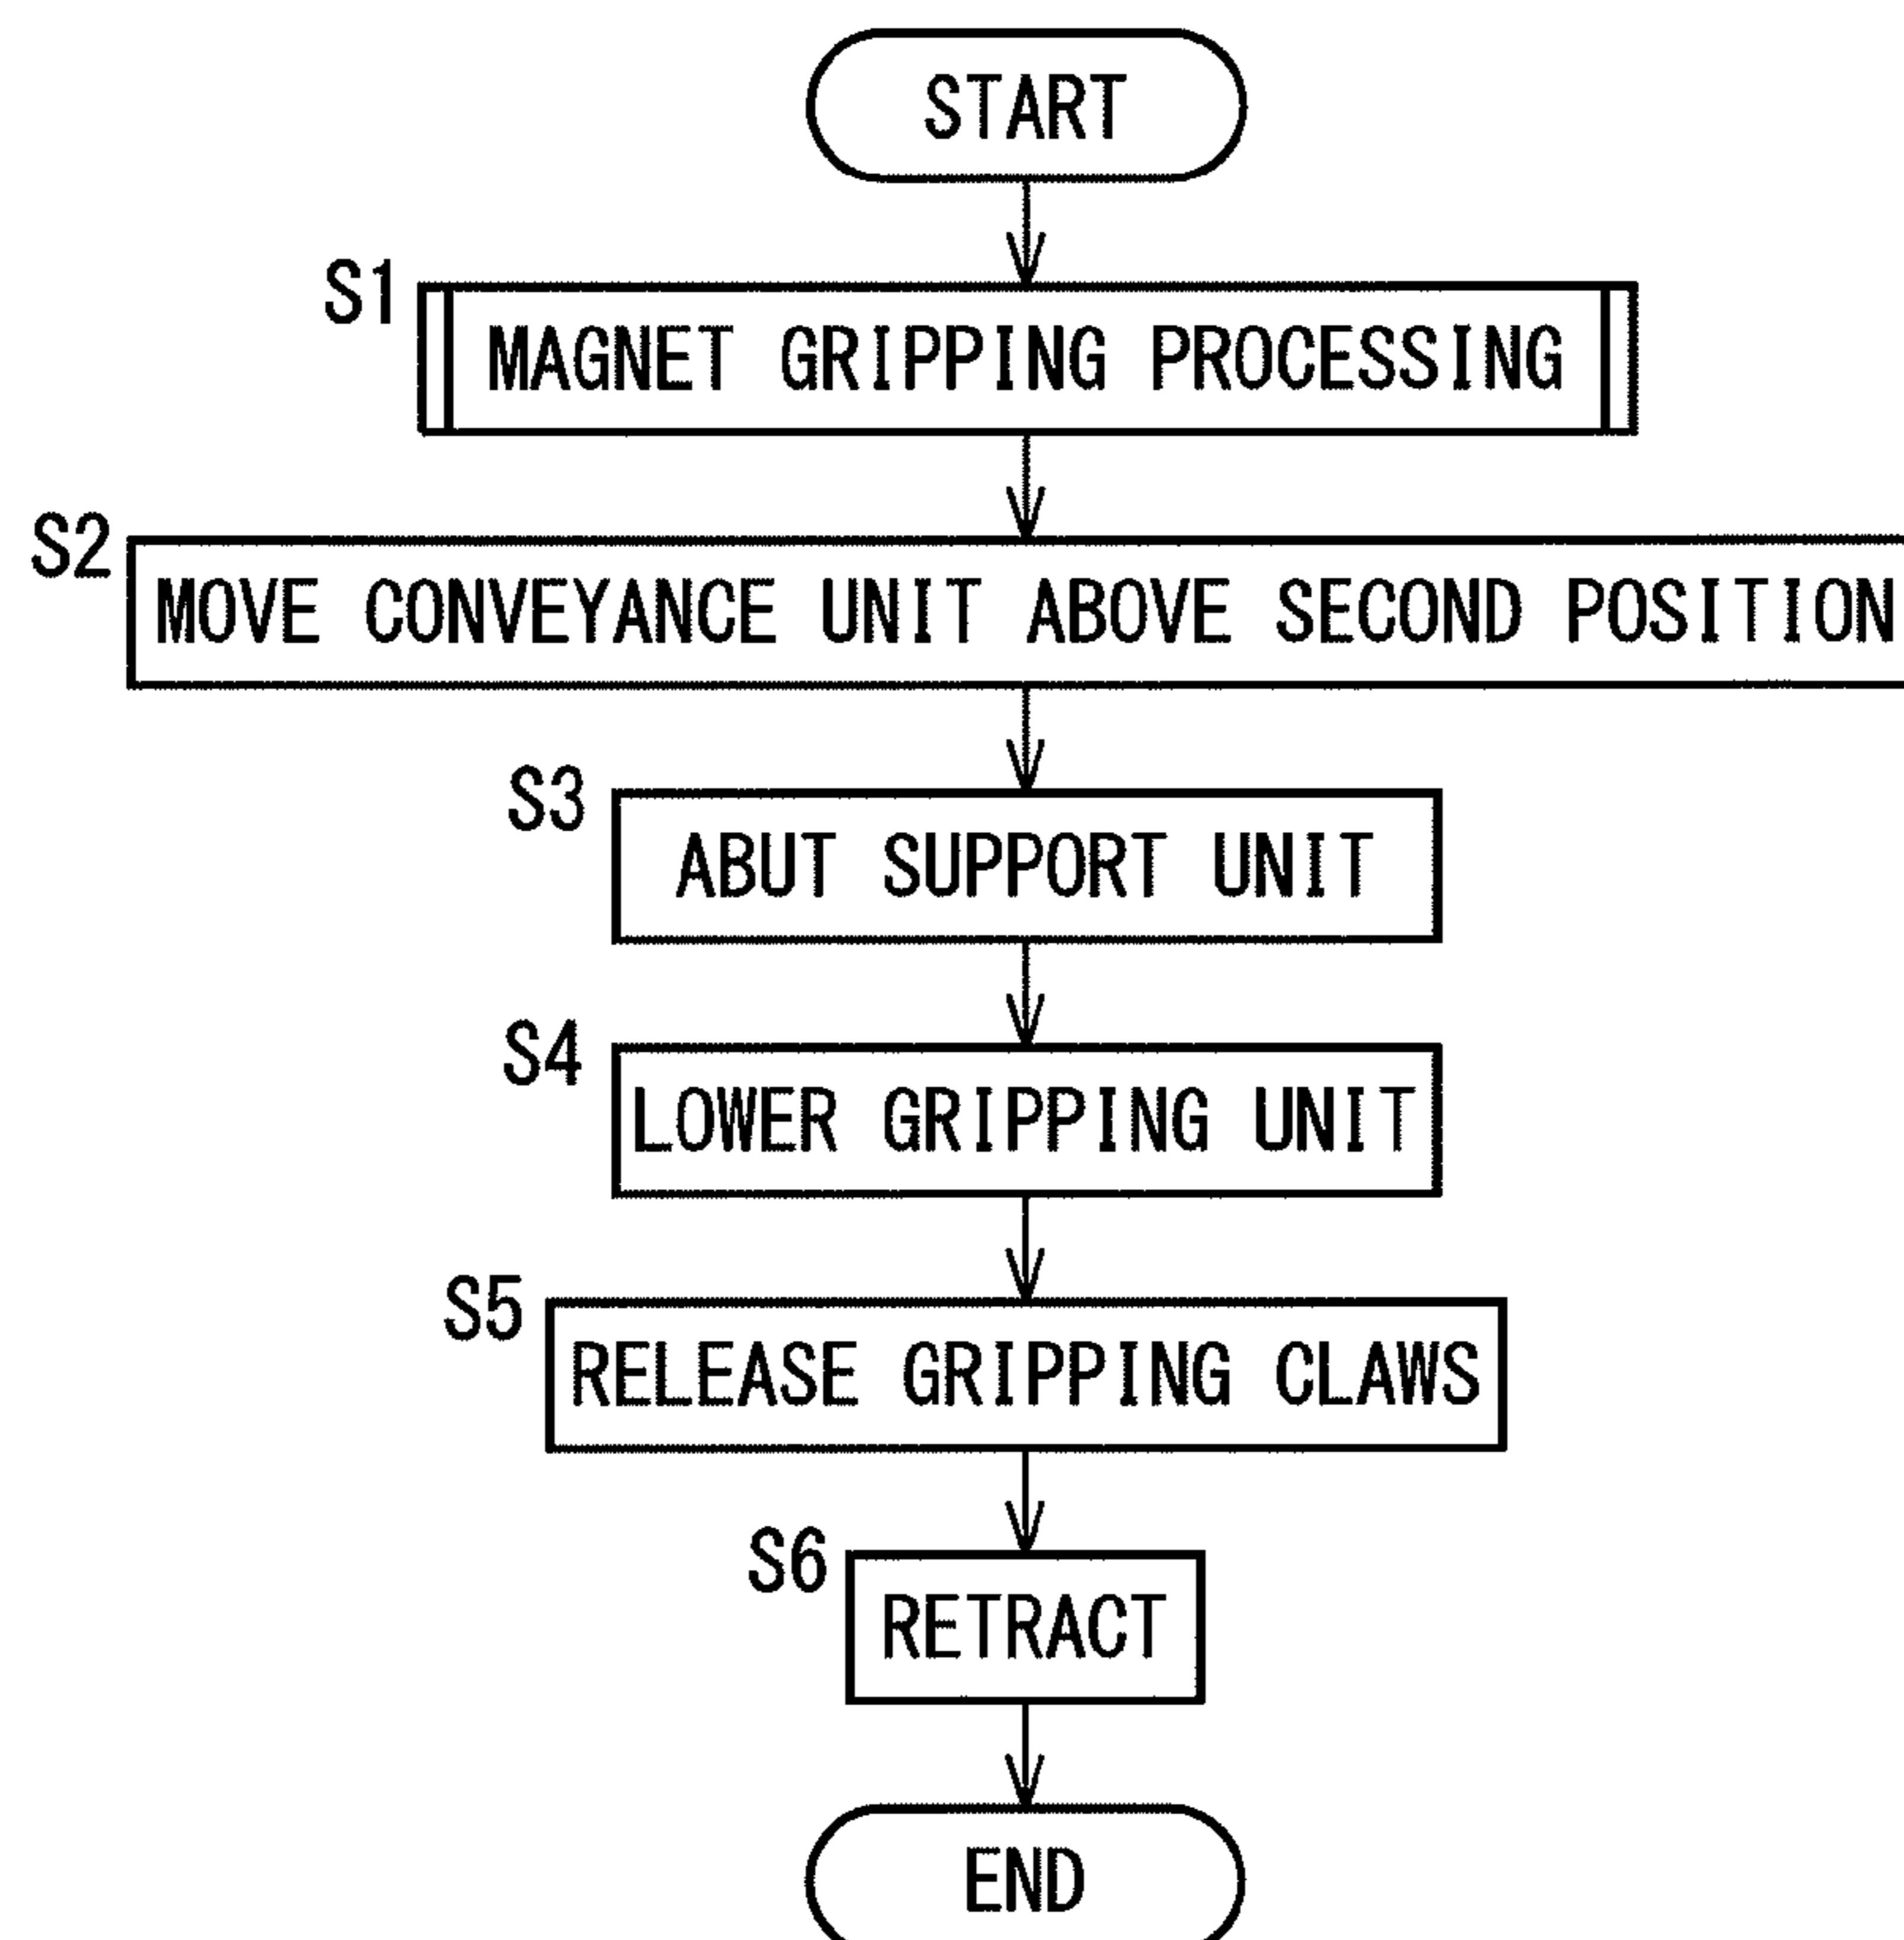 START
S1
MAGNET GRIPPING PROCESSING
S2
MOVE CONVEYANCE UNIT ABOVE SECOND POSITION
S3
ABUT SUPPORT UNIT
S4
LOWER GRIPPING UNIT
S5
RELEASE GRIPPING CLAWS
S6
RETRACT
END